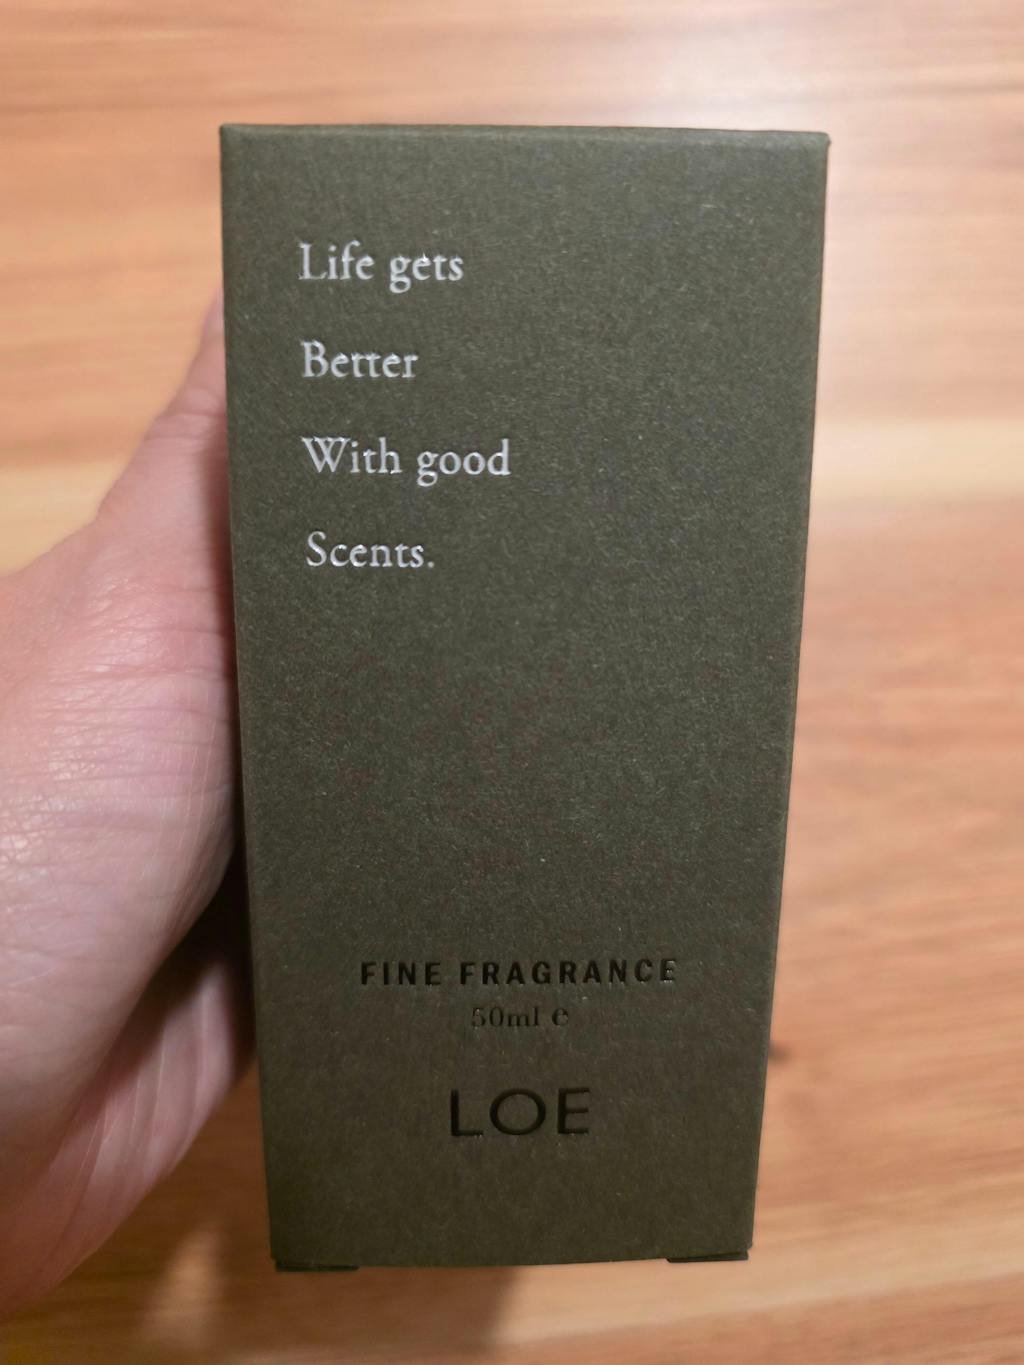 Life gets
Better
With good
Scents.
FINE FRAGRANCE
50ml e
LOE